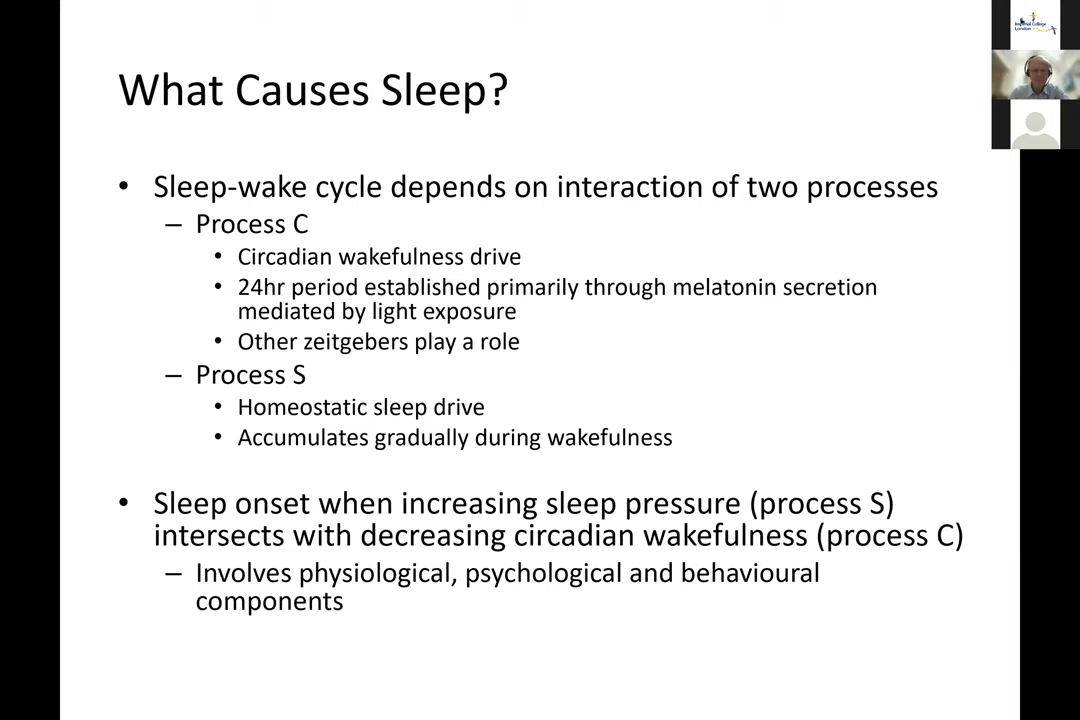 Imperial College
London
What Causes Sleep?
• Sleep-wake cycle depends on interaction of two processes
– Process C
• Circadian wakefulness drive
• 24hr period established primarily through melatonin secretion
mediated by light exposure
• Other zeitgebers play a role
– Process S
• Homeostatic sleep drive
• Accumulates gradually during wakefulness
• Sleep onset when increasing sleep pressure (process S)
intersects with decreasing circadian wakefulness (process C)
– Involves physiological, psychological and behavioural
components